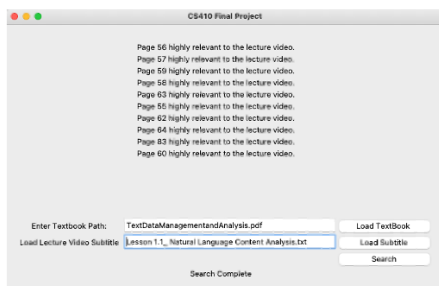 CS410 Final Project
Page 56 highly relevant to the lecture video.
Page 57 highly relevant to the lecture video.
Page 59 highly relevant to the lecture video.
Page 58 highly relevant to the lecture video.
Page 63 highly relevant to the lecture video.
Page 55 highly relevant to the lecture video.
Page 62 highly relevant to the lecture video.
Page 64 highly relevant to the lecture video.
Page 83 highly relevant to the lecture video.
Page 60 highly relevant to the lecture video.
Enter Textbook Path: TextDataManagementandAnalysis.pdf Load TextBook
Load Lecture Video Subtitle Lesson 1.1_ Natural Language Content Analysis.txt Load Subtitle
Search
Search Complete